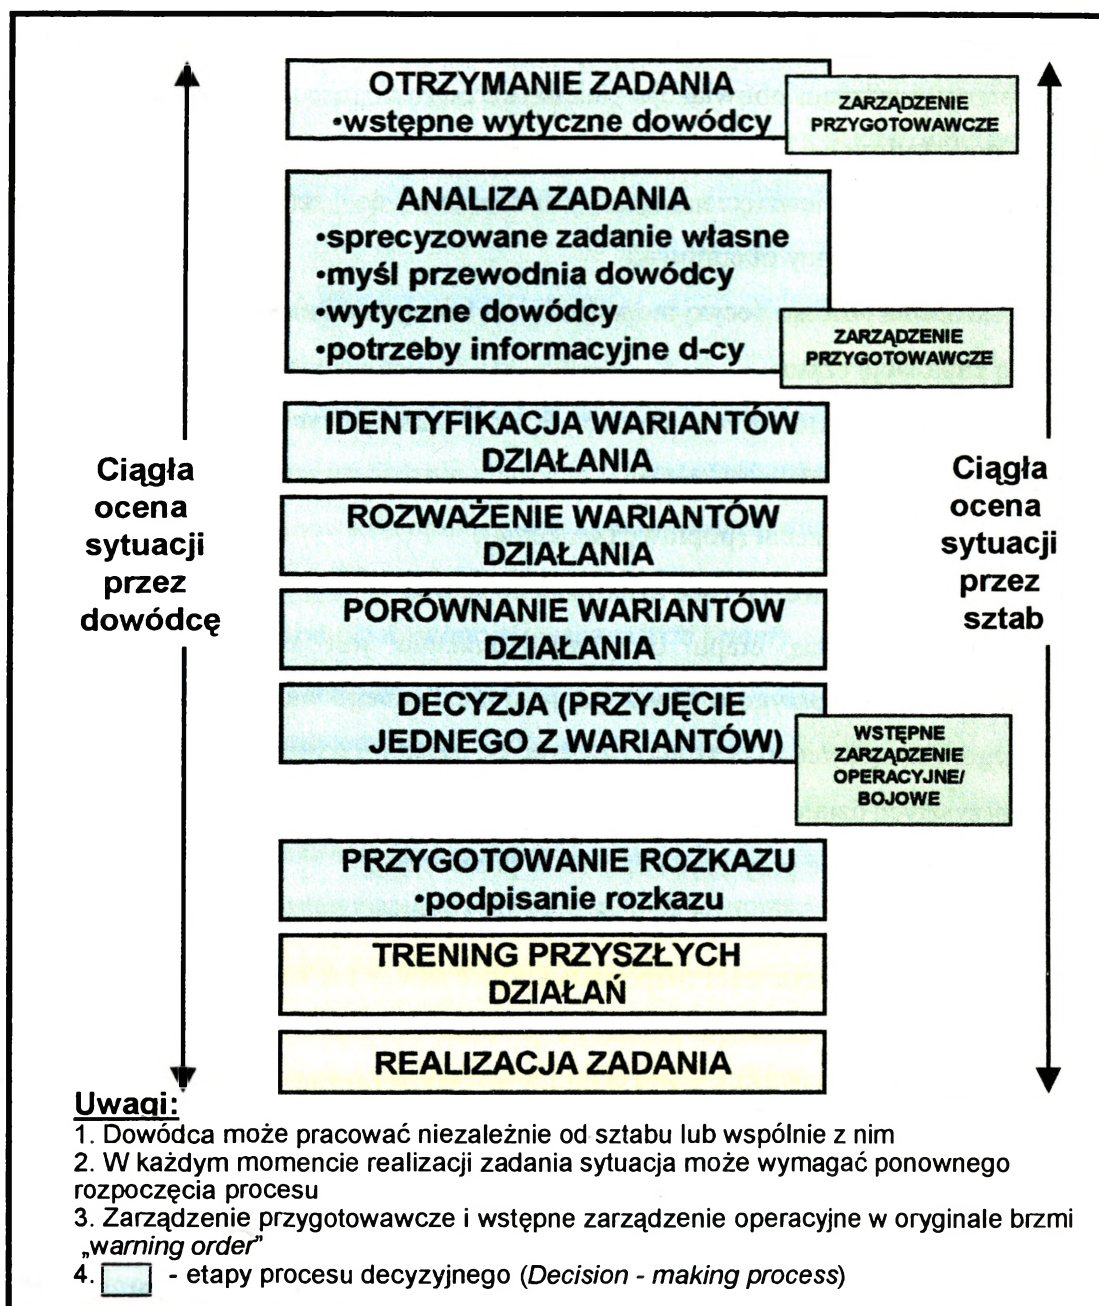 OTRZYMANIE ZADANIA
•wstępne wytyczne dowódcy
ZARZĄDZENIE
PRZYGOTOWAWCZE
ANALIZA ZADANIA
•sprecyzowane zadanie własne
•myśl przewodnia dowódcy
•wytyczne dowódcy
•potrzeby informacyjne d-cy
ZARZĄDZENIE
PRZYGOTOWAWCZE
IDENTYFIKACJA WARIANTÓW
DZIAŁANIA
ROZWAŻENIE WARIANTÓW
DZIAŁANIA
PORÓWNANIE WARIANTÓW
DZIAŁANIA
DECYZJA (PRZYJĘCIE
JEDNEGO Z WARIANTÓW)
WSTĘPNE
ZARZĄDZENIE
OPERACYJNE/
BOJOWE
PRZYGOTOWANIE ROZKAZU
•podpisanie rozkazu
TRENING PRZYSZŁYCH
DZIAŁAŃ
REALIZACJA ZADANIA
Ciągła
ocena
sytuacji
przez
dowódcę
Ciągła
ocena
sytuacji
przez
sztab
Uwagi:
1. Dowódca może pracować niezależnie od sztabu lub wspólnie z nim
2. W każdym momencie realizacji zadania sytuacja może wymagać ponownego
rozpoczęcia procesu
3. Zarządzenie przygotowawcze i wstępne zarządzenie operacyjne w oryginale brzmi
„warning order”
4. - etapy procesu decyzyjnego (Decision - making process)